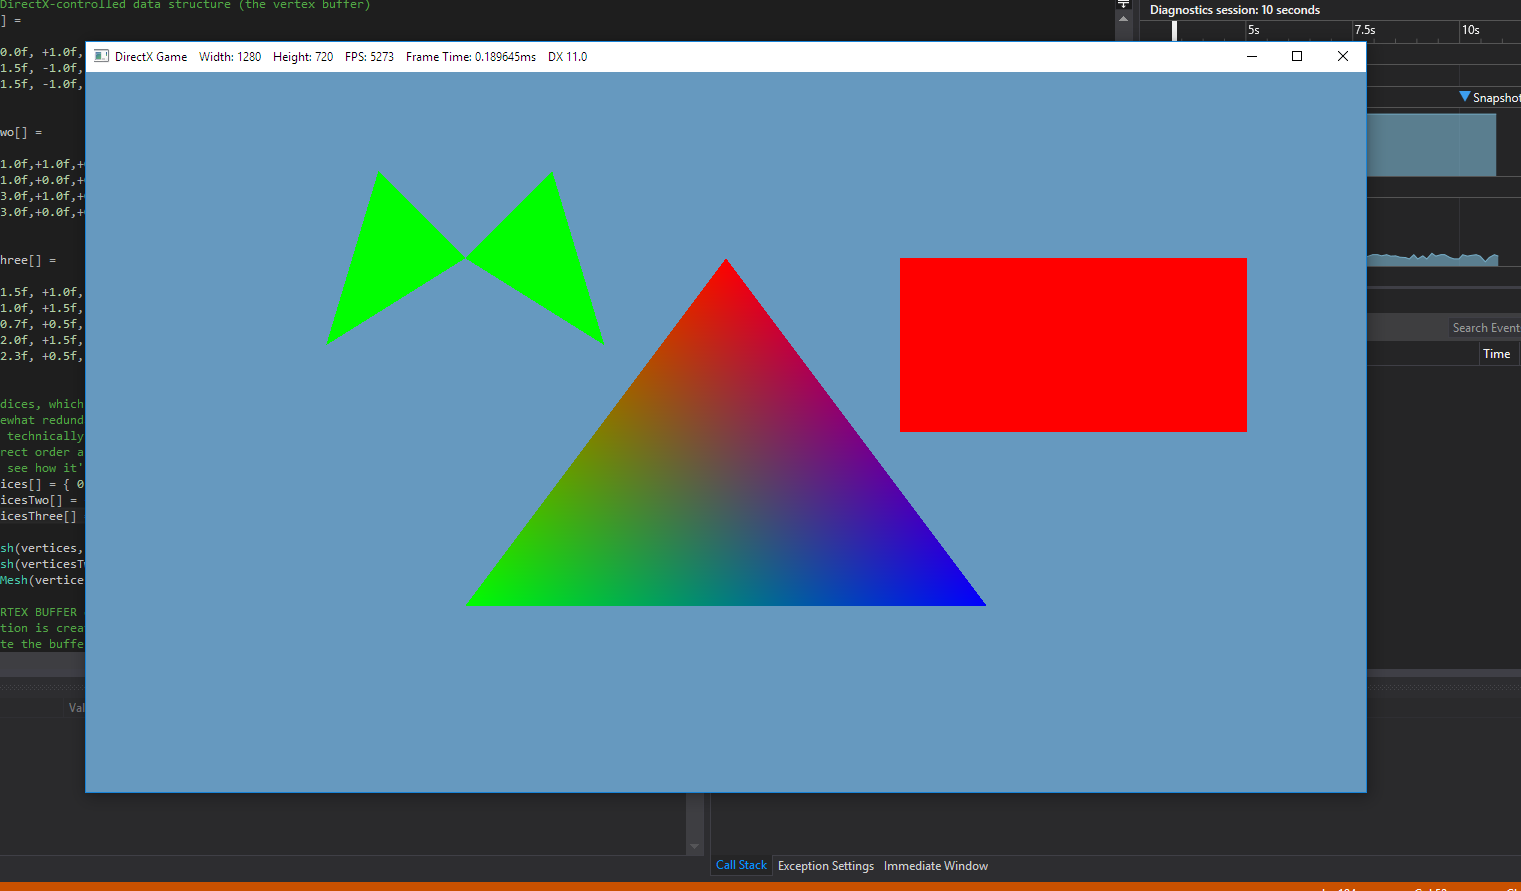 DirectX-controlled data structure (the vertex buffer)
] =
0.0f, +1.0f,
1.5f, -1.0f,
1.5f, -1.0f,
wo[] =
1.0f,+1.0f,+
1.0f,+0.0f,+
3.0f,+1.0f,+
3.0f,+0.0f,+
hree[] =
1.5f, +1.0f,
1.0f, +1.5f,
0.7f, +0.5f,
2.0f, +1.5f,
2.3f, +0.5f,
dices, which
ewhat redund
technically
rect order a
see how it'
ices[] = { 0
icesTwo[] =
icesThree[]
sh(vertices,
sh(verticesTw
Mesh(vertice
RTEX BUFFER
tion is crea
te the buffe
Val
DirectX Game Width: 1280 Height: 720 FPS: 5273 Frame Time: 0.189645ms DX 11.0
Diagnostics session: 10 seconds
5s 7.5s 10s
Snapshot
Search Event
Time
Call Stack Exception Settings Immediate Window